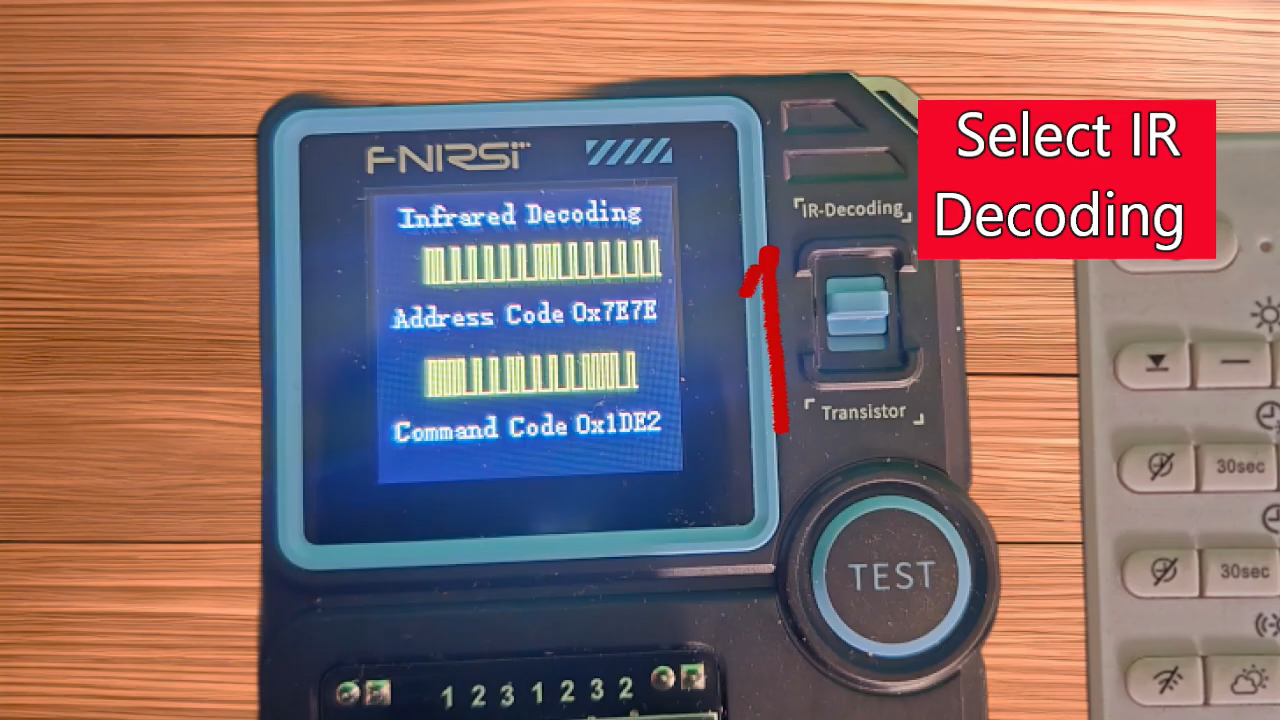 FNIRSI
Infrared Decoding
Address Code 0x7E7E
Command Code 0x1DE2
IR-Decoding
Transistor
TEST
1 2 3 1 2 3 2
1
Select IR
Decoding
30sec
30sec